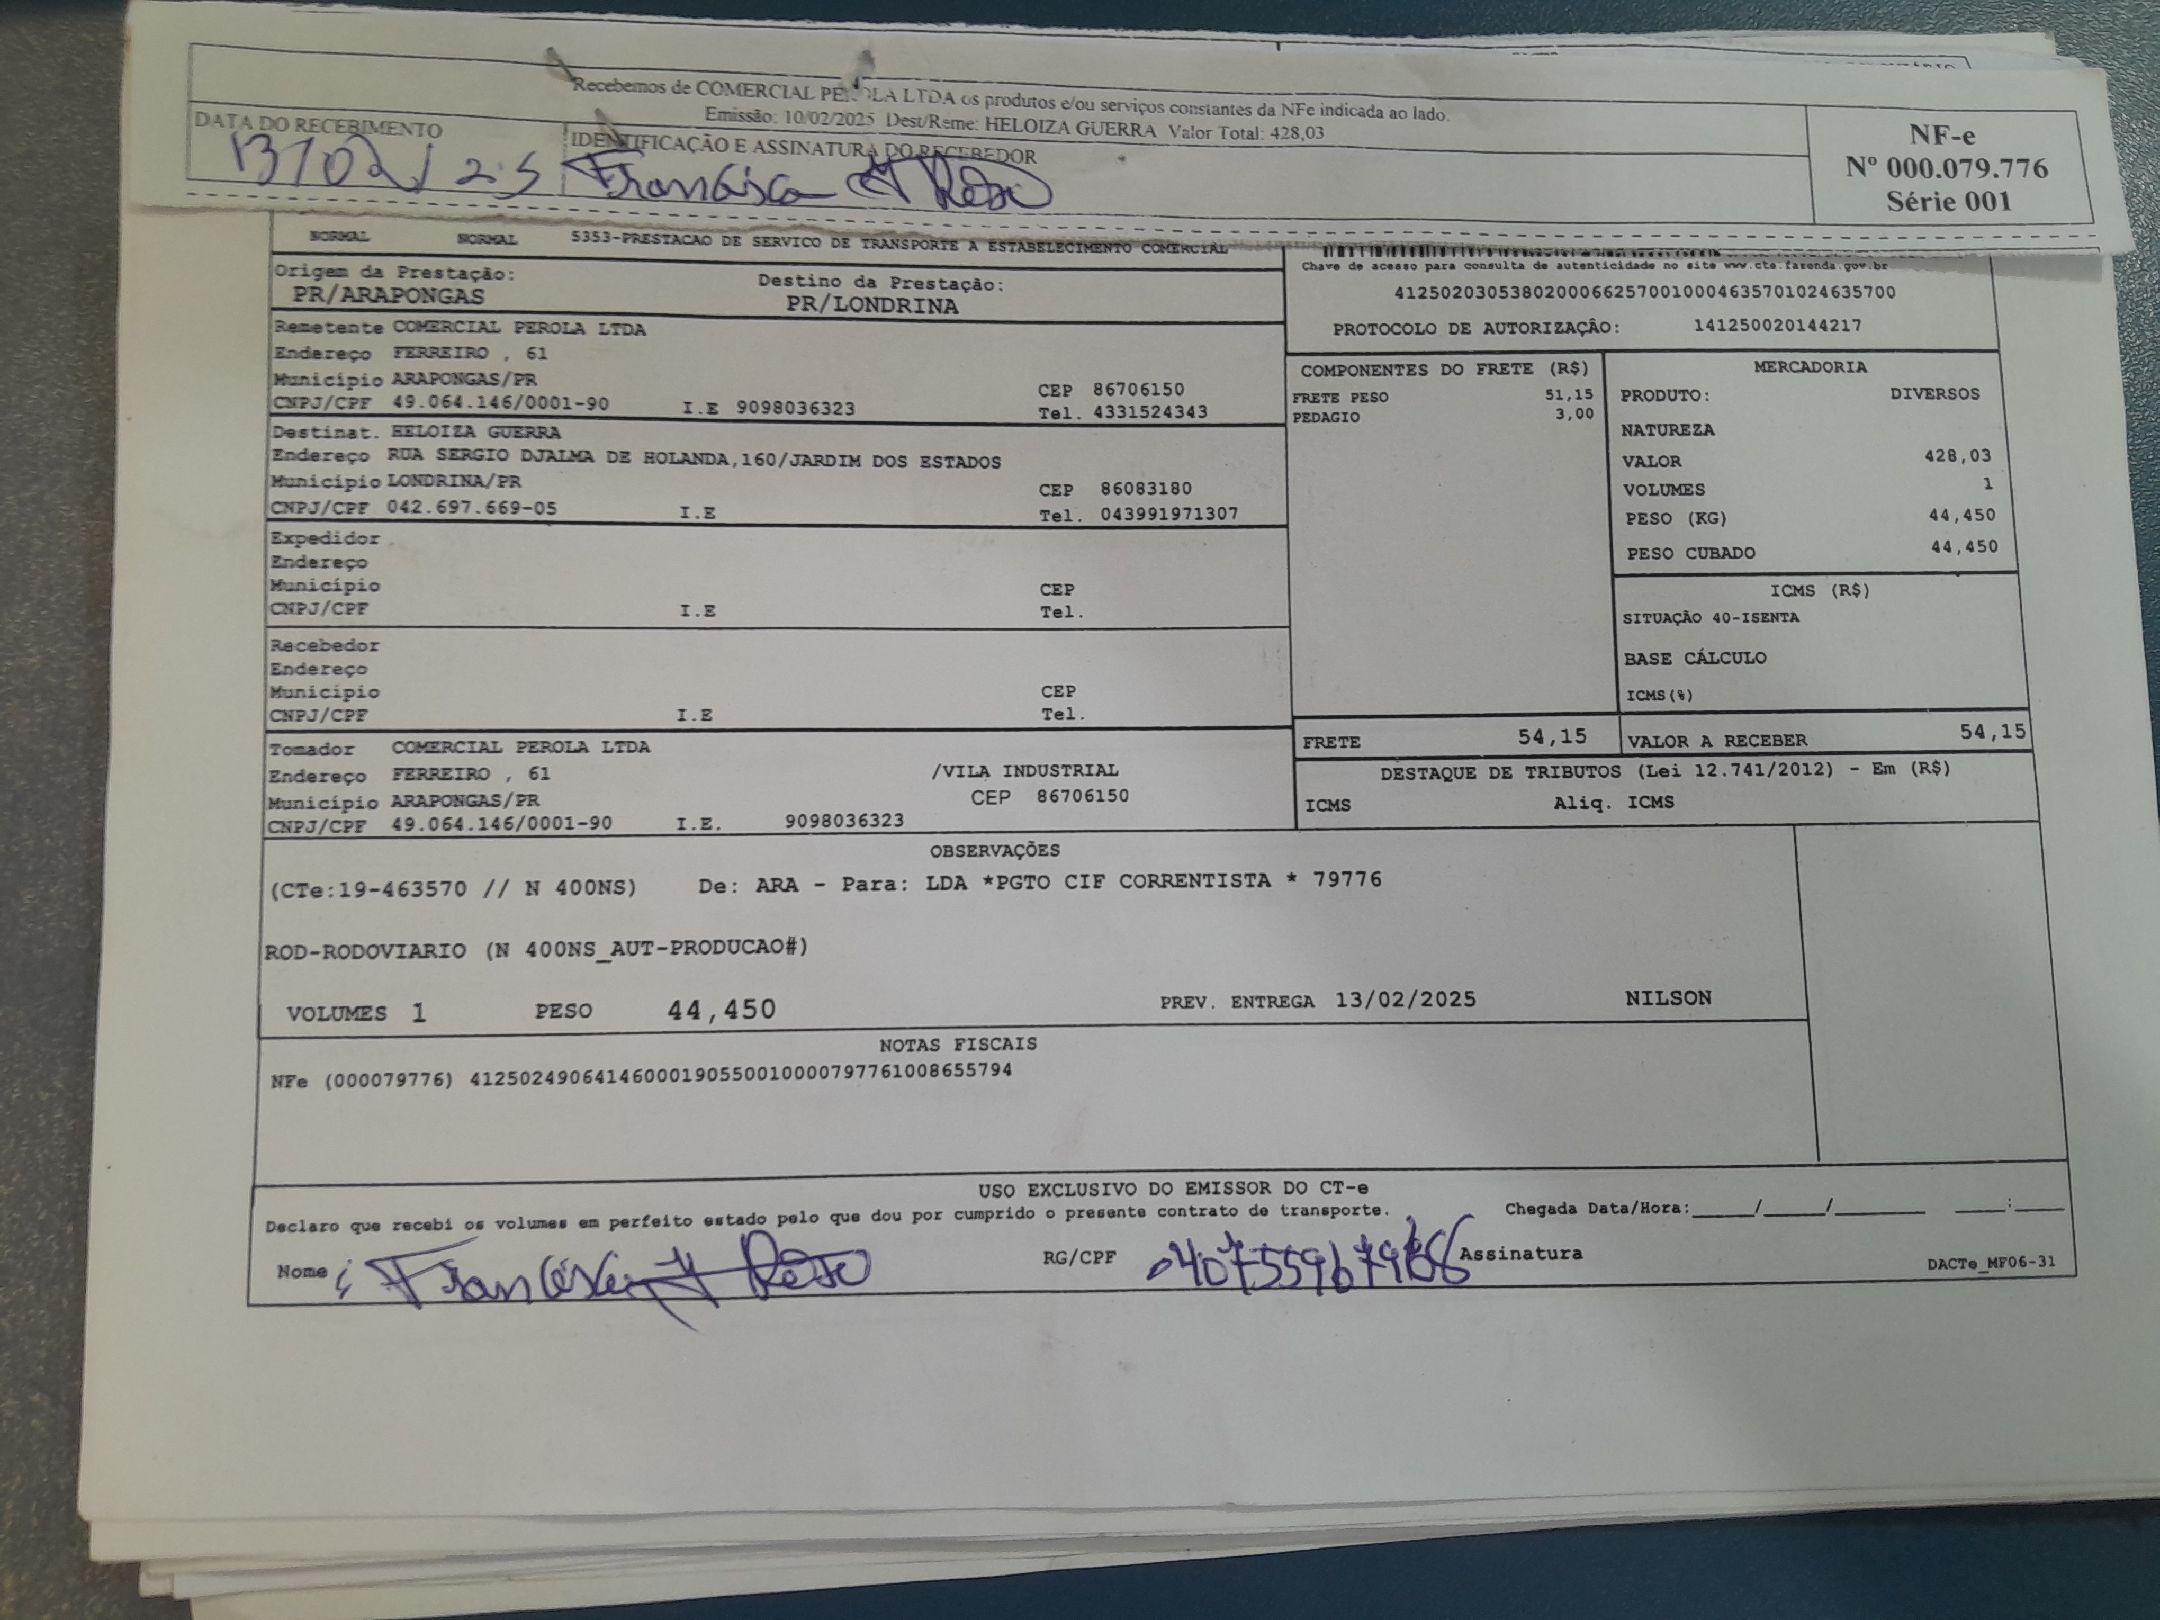 Recebemos de COMERCIAL PEROLA LTDA os produtos e/ou serviços constantes da NFe indicada ao lado.
Emissão: 10/02/2025 Dest/Reme: HELOIZA GUERRA Valor Total: 428,03
DATA DO RECEBIMENTO
IDENTIFICAÇÃO E ASSINATURA DO RECEBEDOR
13/02/25 Francisca
NF-e
Nº 000.079.776
Série 001
NORMAL NORMAL 5353-PRESTACAO DE SERVICO DE TRANSPORTE A ESTABELECIMENTO COMERCIAL
Origem da Prestação: Destino da Prestação:
PR/ARAPONGAS PR/LONDRINA
Chave de acesso para consulta de autenticidade no site www.cte.fazenda.gov.br
41250203053802000662570010004635701024635700
PROTOCOLO DE AUTORIZAÇÃO: 141250020144217
Remetente COMERCIAL PEROLA LTDA
Endereço FERREIRO , 61
Município ARAPONGAS/PR CEP 86706150
CNPJ/CPF 49.064.146/0001-90 I.E 9098036323 Tel. 4331524343
Destinat. HELOIZA GUERRA
Endereço RUA SERGIO DJALMA DE HOLANDA,160/JARDIM DOS ESTADOS
Município LONDRINA/PR CEP 86083180
CNPJ/CPF 042.697.669-05 I.E Tel. 043991971307
Expedidor
Endereço
Município CEP
CNPJ/CPF I.E Tel.
Recebedor
Endereço
Município CEP
CNPJ/CPF I.E Tel.
Tomador COMERCIAL PEROLA LTDA
Endereço FERREIRO , 61 /VILA INDUSTRIAL
Município ARAPONGAS/PR CEP 86706150
CNPJ/CPF 49.064.146/0001-90 I.E. 9098036323
COMPONENTES DO FRETE (R$)
FRETE PESO 51,15
PEDAGIO 3,00
MERCADORIA
PRODUTO: DIVERSOS
NATUREZA
VALOR 428,03
VOLUMES 1
PESO (KG) 44,450
PESO CUBADO 44,450
ICMS (R$)
SITUAÇÃO 40-ISENTA
BASE CÁLCULO
ICMS(%)
FRETE 54,15 VALOR A RECEBER 54,15
DESTAQUE DE TRIBUTOS (Lei 12.741/2012) - Em (R$)
ICMS Aliq. ICMS
OBSERVAÇÕES
(CTe:19-463570 // N 400NS) De: ARA - Para: LDA *PGTO CIF CORRENTISTA * 79776
ROD-RODOVIARIO (N 400NS_AUT-PRODUCAO#)
VOLUMES 1 PESO 44,450 PREV. ENTREGA 13/02/2025 NILSON
NOTAS FISCAIS
NFe (000079776) 41250249064146000190550010000797761008655794
USO EXCLUSIVO DO EMISSOR DO CT-e
Declaro que recebi os volumes em perfeito estado pelo que dou por cumprido o presente contrato de transporte. Chegada Data/Hora:_____/_____/_______ ____:____
Nome Francisca RG/CPF Assinatura DACTe_MF06-31